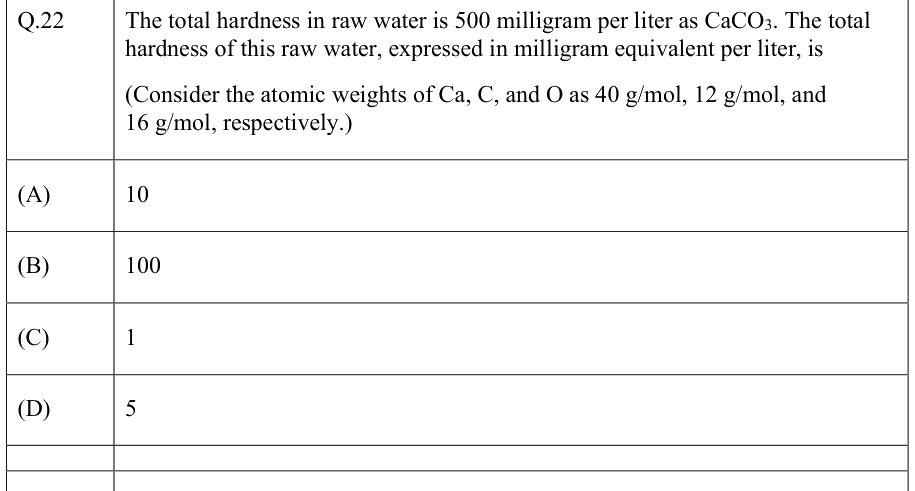 Q.22
The total hardness in raw water is 500 milligram per liter as CaCO₃. The total
hardness of this raw water, expressed in milligram equivalent per liter, is
(Consider the atomic weights of Ca, C, and O as 40 g/mol, 12 g/mol, and
16 g/mol, respectively.)
(A) 10
(B) 100
(C) 1
(D) 5